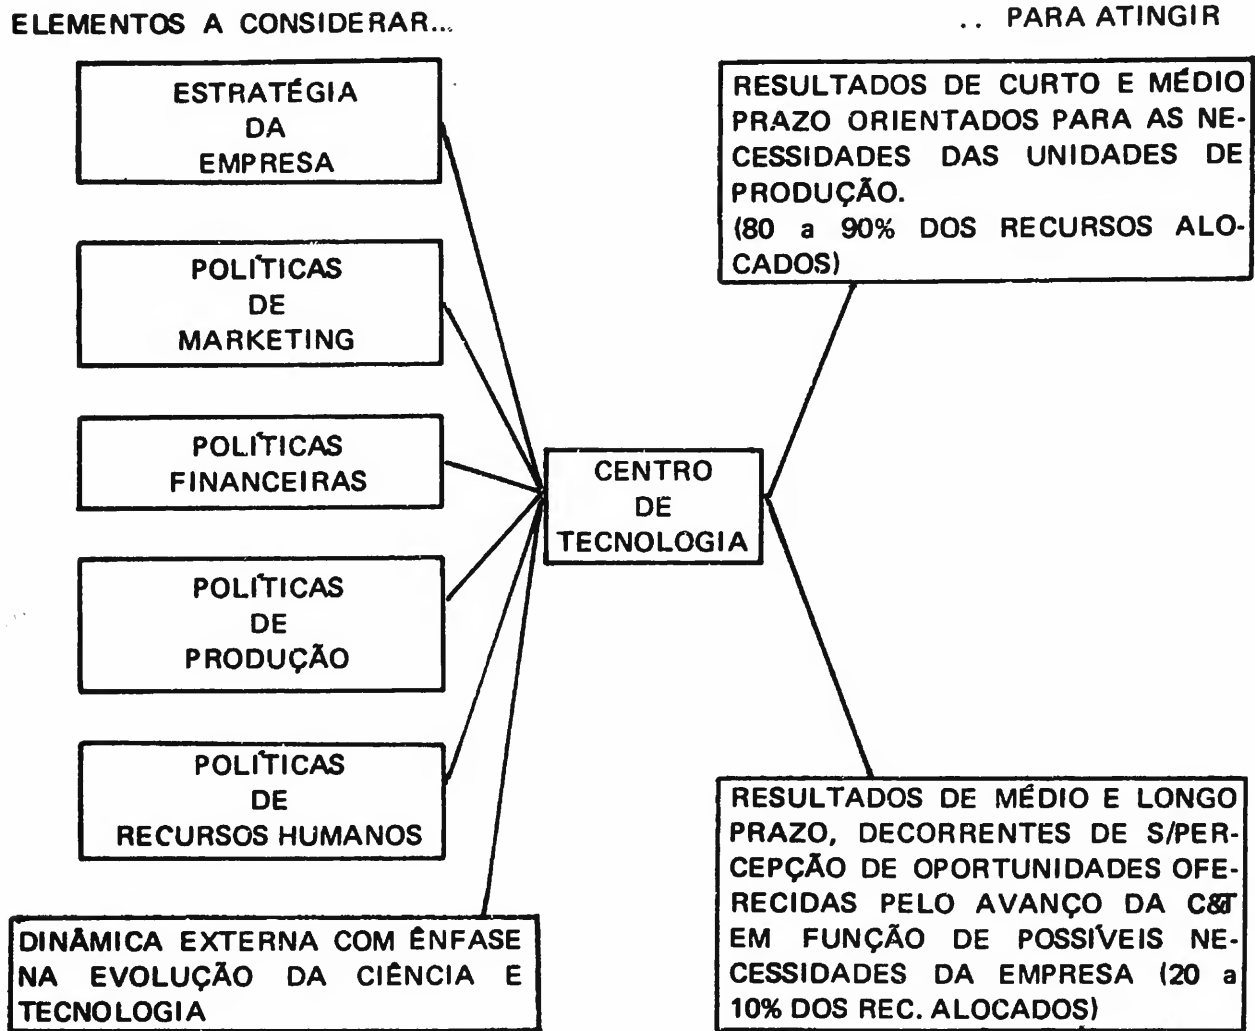 ELEMENTOS A CONSIDERAR...
.. PARA ATINGIR
ESTRATÉGIA
DA
EMPRESA
POLÍTICAS
DE
MARKETING
POLÍTICAS
FINANCEIRAS
POLÍTICAS
DE
PRODUÇÃO
POLÍTICAS
DE
RECURSOS HUMANOS
DINÂMICA EXTERNA COM ÊNFASE
NA EVOLUÇÃO DA CIÊNCIA E
TECNOLOGIA
CENTRO
DE
TECNOLOGIA
RESULTADOS DE CURTO E MÉDIO
PRAZO ORIENTADOS PARA AS NE-
CESSIDADES DAS UNIDADES DE
PRODUÇÃO.
(80 a 90% DOS RECURSOS ALO-
CADOS)
RESULTADOS DE MÉDIO E LONGO
PRAZO, DECORRENTES DE S/PER-
CEPÇÃO DE OPORTUNIDADES OFE-
RECIDAS PELO AVANÇO DA C&T
EM FUNÇÃO DE POSSÍVEIS NE-
CESSIDADES DA EMPRESA (20 a
10% DOS REC. ALOCADOS)